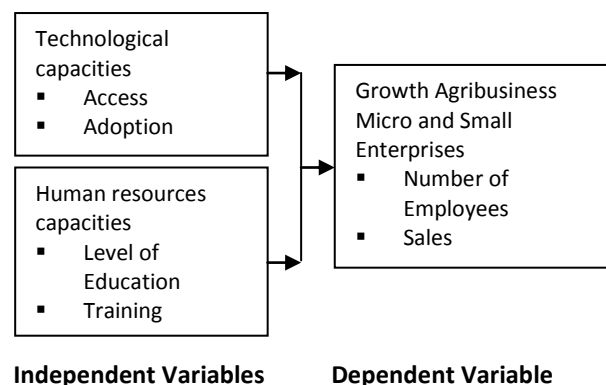 Technological
capacities
▪ Access
▪ Adoption
Human resources
capacities
▪ Level of
Education
▪ Training
Growth Agribusiness
Micro and Small
Enterprises
▪ Number of
Employees
▪ Sales
Independent Variables
Dependent Variable